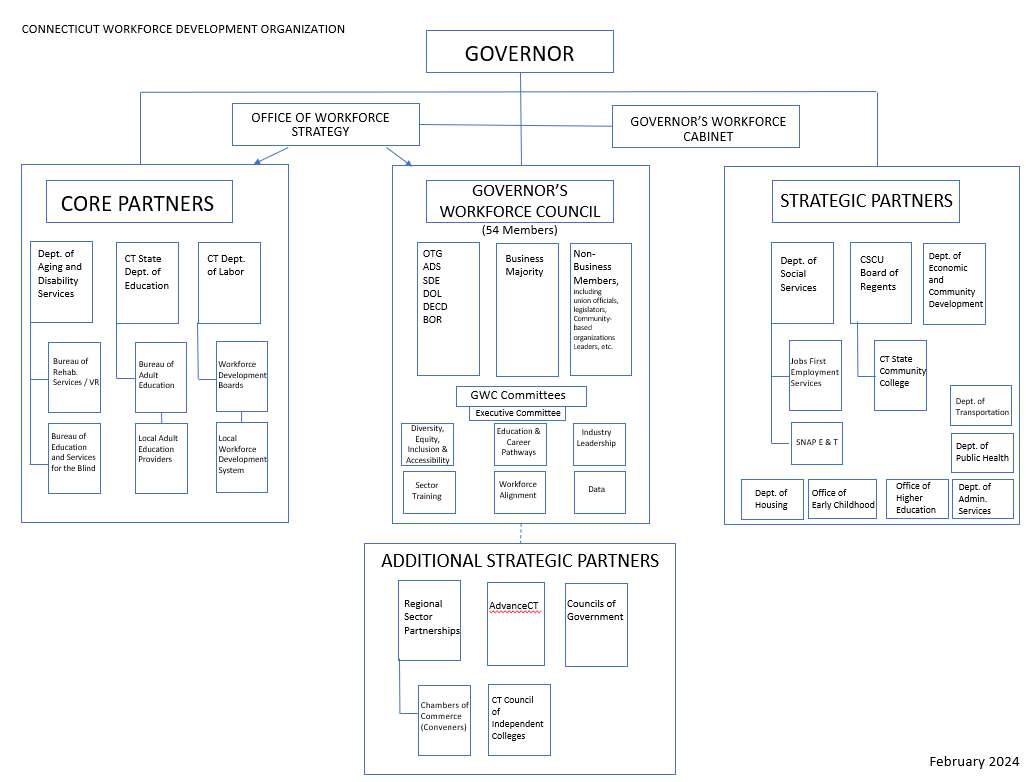 CONNECTICUT WORKFORCE DEVELOPMENT ORGANIZATION
GOVERNOR
OFFICE OF WORKFORCE
STRATEGY
GOVERNOR'S WORKFORCE
CABINET
CORE PARTNERS
Dept. of
Aging and
Disability
Services
CT State
Dept. of
Education
CT Dept.
of Labor
Bureau of
Rehab.
Services / VR
Bureau of
Adult
Education
Workforce
Development
Boards
Bureau of
Education
and Services
for the Blind
Local Adult
Education
Providers
Local
Workforce
Development
System
GOVERNOR'S
WORKFORCE COUNCIL
(54 Members)
OTG
ADS
SDE
DOL
DECD
BOR
Business
Majority
Non-
Business
Members,
including
union officials,
legislators,
Community-
based
organizations
Leaders, etc.
GWC Committees
Executive Committee
Diversity,
Equity,
Inclusion &
Accessibility
Education &
Career
Pathways
Industry
Leadership
Sector
Training
Workforce
Alignment
Data
STRATEGIC PARTNERS
Dept. of
Social
Services
CSCU
Board of
Regents
Dept. of
Economic
and
Community
Development
Jobs First
Employment
Services
CT State
Community
College
SNAP E & T
Dept. of
Transportation
Dept. of
Public Health
Dept. of
Housing
Office of
Early Childhood
Office of
Higher
Education
Dept. of
Admin.
Services
ADDITIONAL STRATEGIC PARTNERS
Regional
Sector
Partnerships
AdvanceCT
Councils of
Government
Chambers of
Commerce
(Conveners)
CT Council
of
Independent
Colleges
February 2024